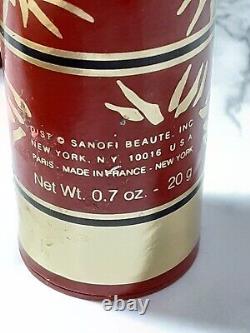 DIST © SANOFI BEAUTE. INC
NEW YORK, N.Y. 10016 U S A
PARIS - MADE IN FRANCE - NEW YORK
Net Wt. 0.7 oz. - 20 g